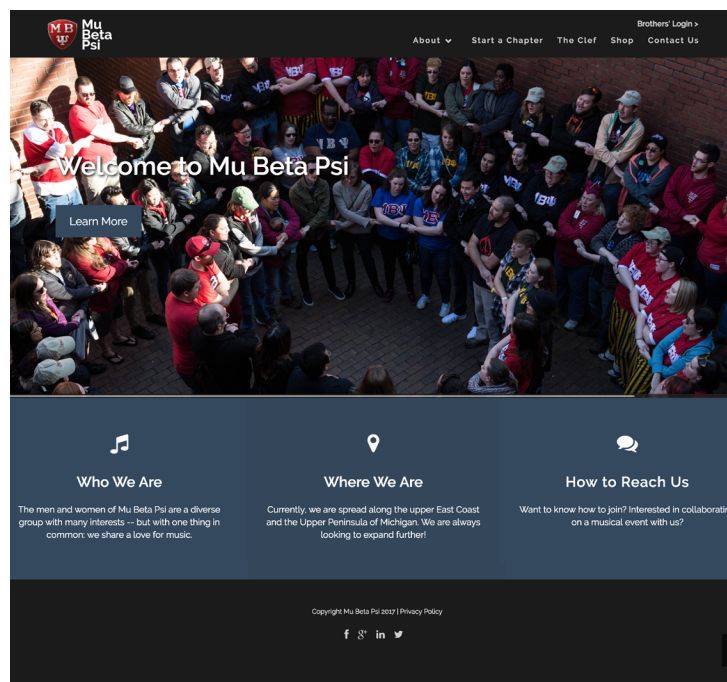 M B
Ψ
Mu
Beta
Psi
Brothers' Login >
About
Start a Chapter
The Clef
Shop
Contact Us
Welcome to Mu Beta Psi
Learn More
ΜΒΨ
ΜΒΨ
ΜΒΨ
Who We Are
The men and women of Mu Beta Psi are a diverse
group with many interests -- but with one thing in
common: we share a love for music.
Where We Are
Currently, we are spread along the upper East Coast
and the Upper Peninsula of Michigan. We are always
looking to expand further!
How to Reach Us
Want to know how to join? Interested in collaboratin
on a musical event with us?
Copyright Mu Beta Psi 2017 | Privacy Policy